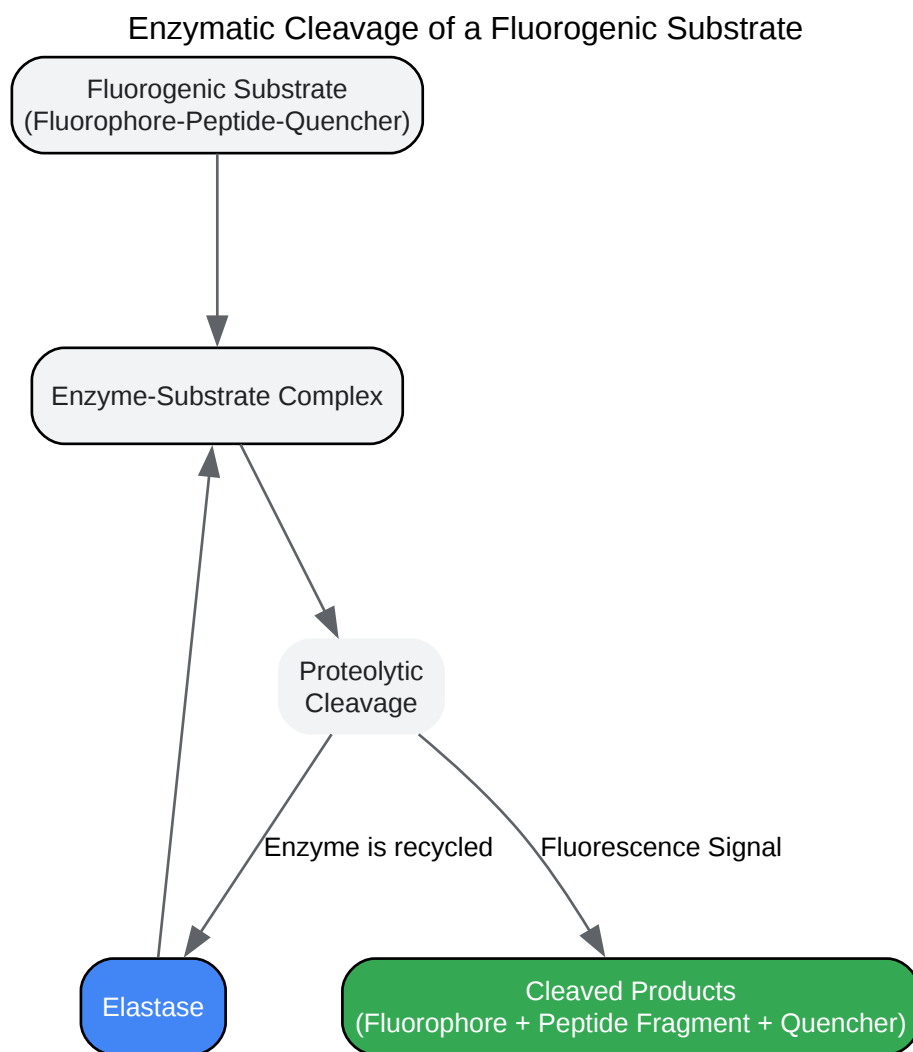 Enzymatic Cleavage of a Fluorogenic Substrate
Fluorogenic Substrate
(Fluorophore-Peptide-Quencher)
Enzyme-Substrate Complex
Proteolytic
Cleavage
Enzyme is recycled
Fluorescence Signal
Elastase
Cleaved Products
(Fluorophore + Peptide Fragment + Quencher)